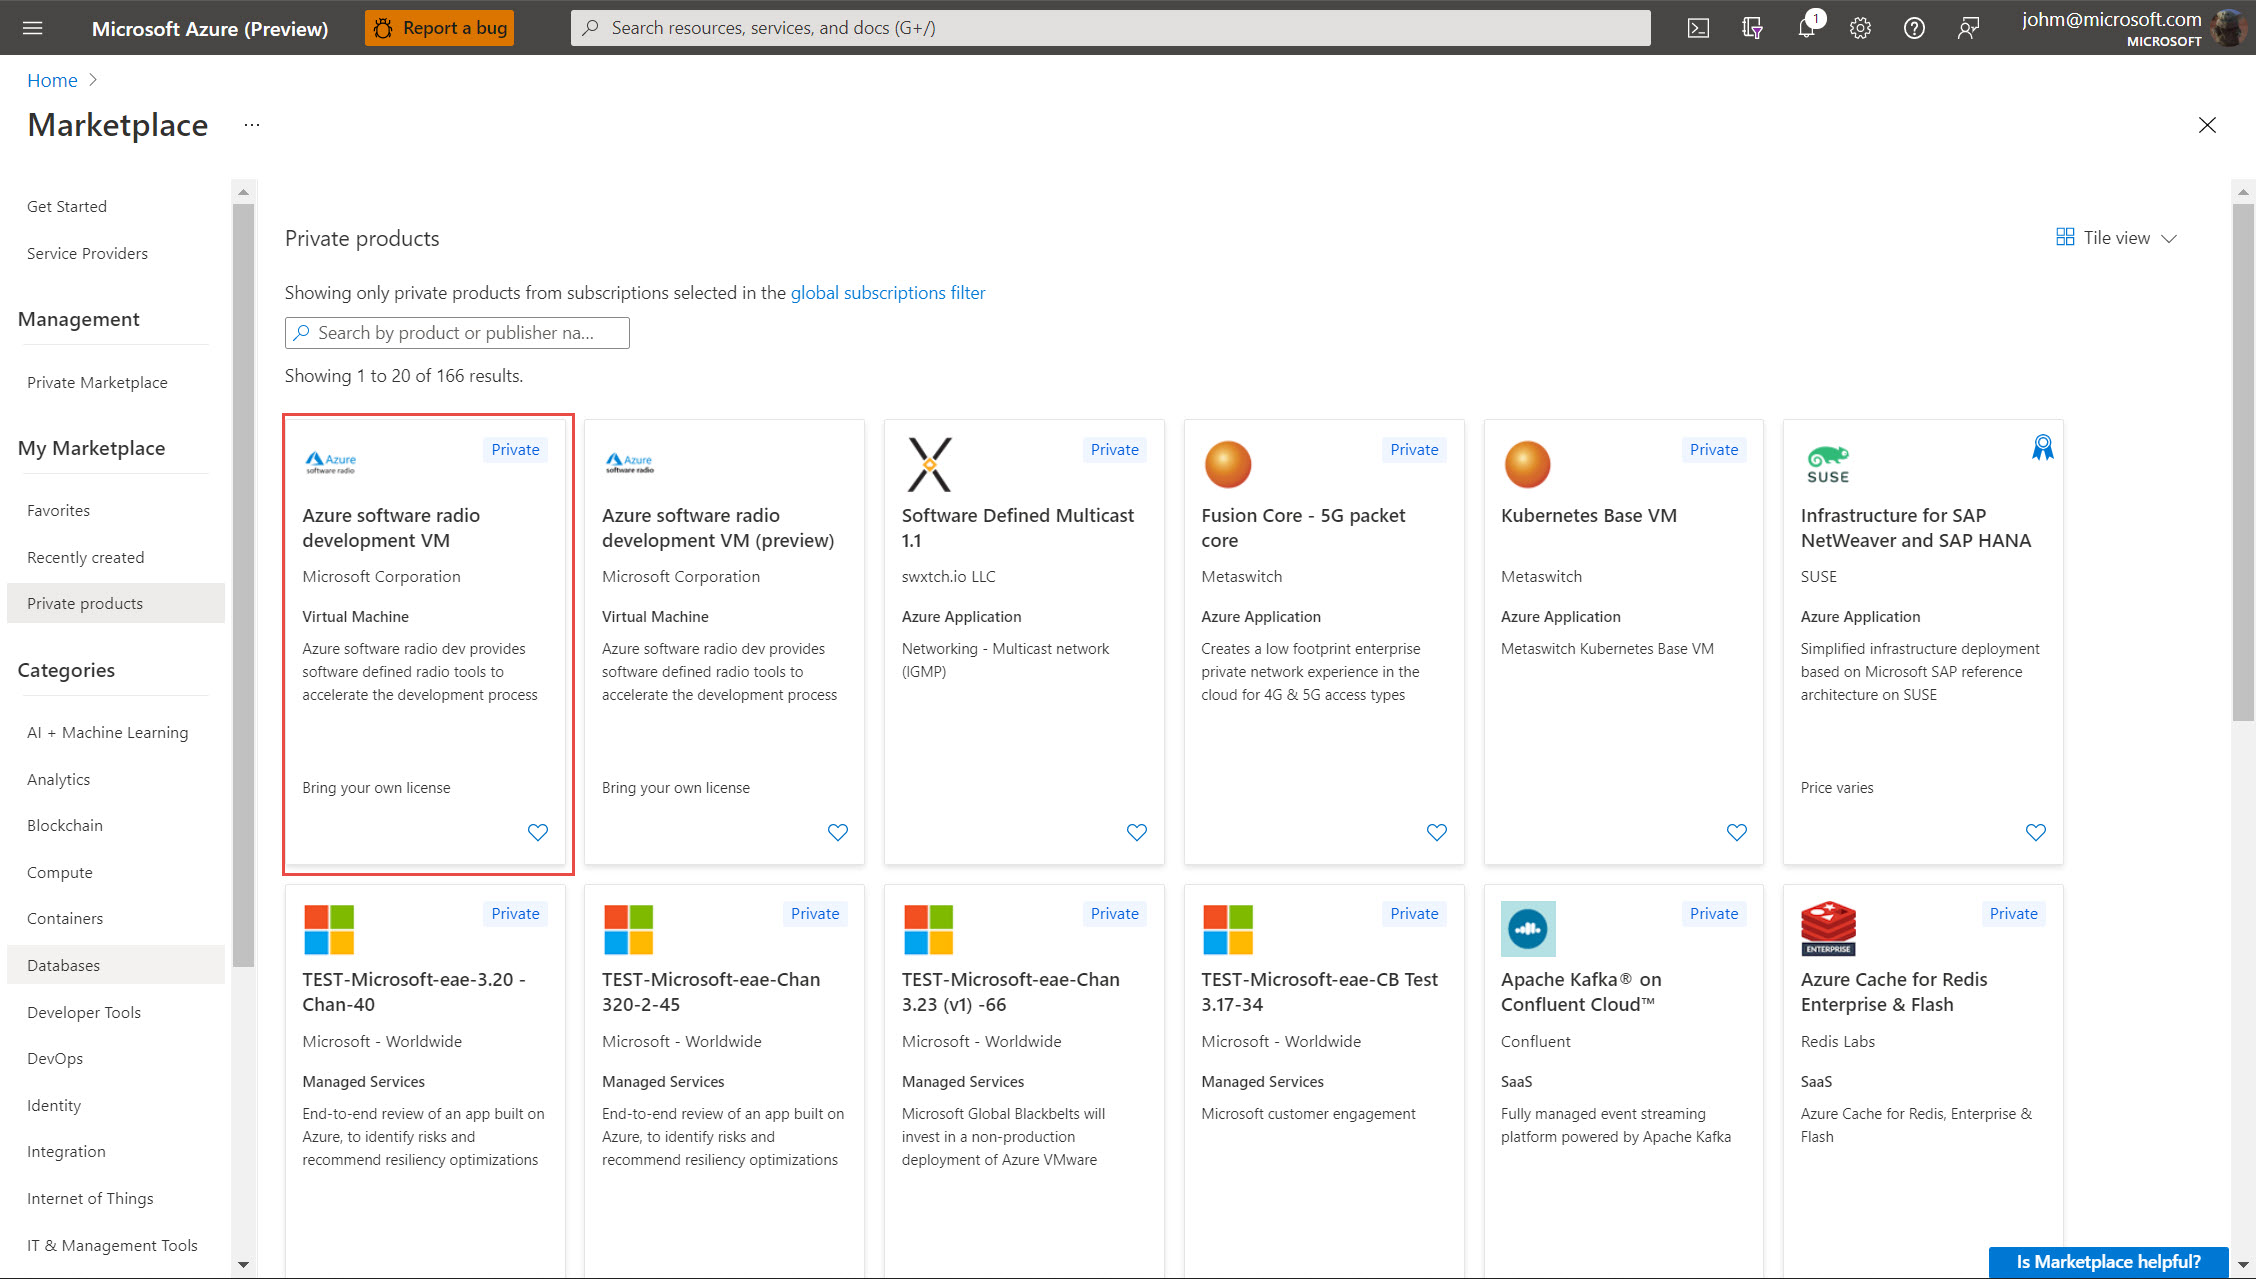 Microsoft Azure (Preview)
Report a bug
Search resources, services, and docs (G+/)
1
johm@microsoft.com
MICROSOFT
Home
Marketplace
...
Get Started
Service Providers
Management
Private Marketplace
My Marketplace
Favorites
Recently created
Private products
Categories
AI + Machine Learning
Analytics
Blockchain
Compute
Containers
Databases
Developer Tools
DevOps
Identity
Integration
Internet of Things
IT & Management Tools
Private products
Tile view
Showing only private products from subscriptions selected in the global subscriptions filter
Search by product or publisher na...
Showing 1 to 20 of 166 results.
Azure
software radio
Private
Azure software radio
development VM
Microsoft Corporation
Virtual Machine
Azure software radio dev provides
software defined radio tools to
accelerate the development process
Bring your own license
Azure
software radio
Azure software radio
development VM (preview)
Microsoft Corporation
Virtual Machine
Azure software radio dev provides
software defined radio tools to
accelerate the development process
Bring your own license
Private
Software Defined Multicast
1.1
swxtch.io LLC
Azure Application
Networking - Multicast network
(IGMP)
Private
Fusion Core - 5G packet
core
Metaswitch
Azure Application
Creates a low footprint enterprise
private network experience in the
cloud for 4G & 5G access types
Private
Kubernetes Base VM
Metaswitch
Azure Application
Metaswitch Kubernetes Base VM
SUSE
Infrastructure for SAP
NetWeaver and SAP HANA
SUSE
Azure Application
Simplified infrastructure deployment
based on Microsoft SAP reference
architecture on SUSE
Price varies
Private
TEST-Microsoft-eae-3.20 -
Chan-40
Microsoft - Worldwide
Managed Services
End-to-end review of an app built on
Azure, to identify risks and
recommend resiliency optimizations
Private
TEST-Microsoft-eae-Chan
320-2-45
Microsoft - Worldwide
Managed Services
End-to-end review of an app built on
Azure, to identify risks and
recommend resiliency optimizations
Private
TEST-Microsoft-eae-Chan
3.23 (v1) -66
Microsoft - Worldwide
Managed Services
Microsoft Global Blackbelts will
invest in a non-production
deployment of Azure VMware
Private
TEST-Microsoft-eae-CB Test
3.17-34
Microsoft - Worldwide
Managed Services
Microsoft customer engagement
Private
Apache Kafka® on
Confluent Cloud™
Confluent
SaaS
Fully managed event streaming
platform powered by Apache Kafka
ENTERPRISE
Private
Azure Cache for Redis
Enterprise & Flash
Redis Labs
SaaS
Azure Cache for Redis, Enterprise &
Flash
Is Marketplace helpful?